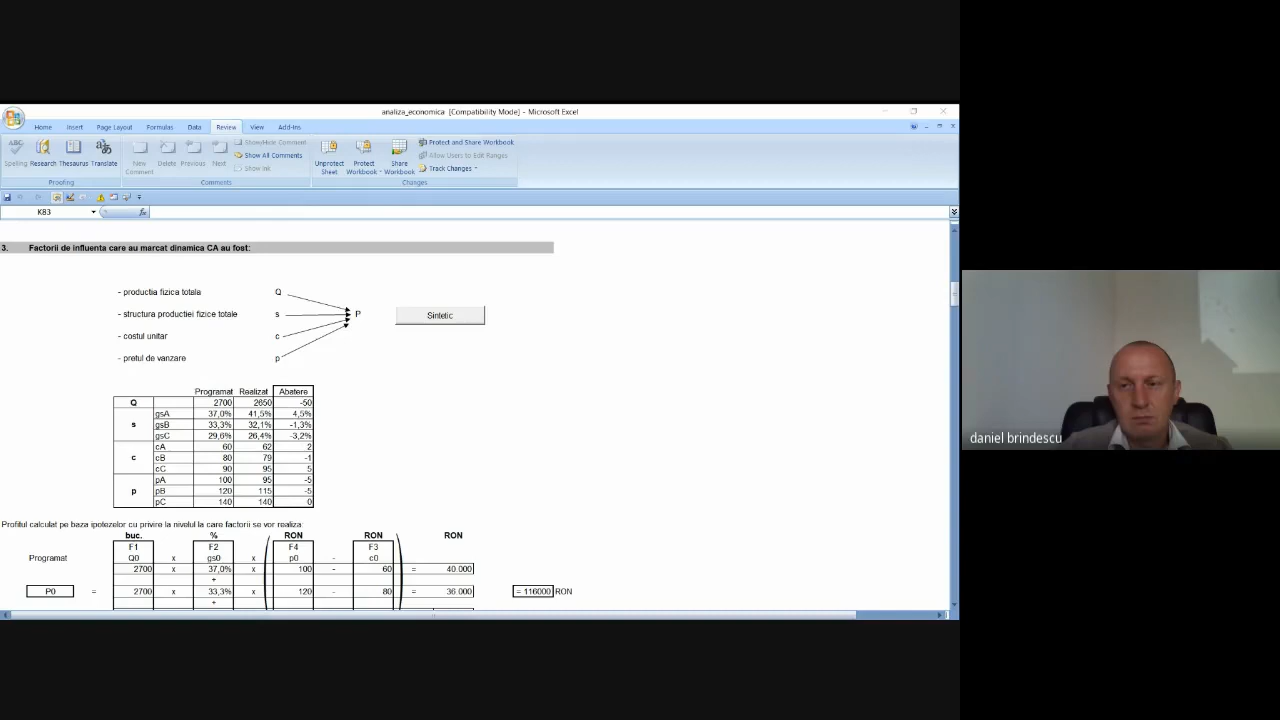 analiza_economica [Compatibility Mode] - Microsoft Excel
Home Insert Page Layout Formulas Data Review View Add-Ins
Spelling Research Thesaurus Translate
Proofing
New Comment Delete Previous Next
Show/Hide Comment
Show All Comments
Show Ink
Comments
Unprotect Sheet Protect Workbook Share Workbook
Protect and Share Workbook
Allow Users to Edit Ranges
Track Changes
Changes
K83 fx
3. Factorii de influenta care au marcat dinamica CA au fost:
- productia fizica totala Q
- structura productiei fizice totale s P Sintetic
- costul unitar c
- pretul de vanzare p
Programat Realizat Abatere
Q 2700 2650 -50
gsA 37,0% 41,5% 4,5%
s gsB 33,3% 32,1% -1,3%
gsC 29,6% 26,4% -3,2%
cA 60 62 2
c cB 80 79 -1
cC 90 95 5
pA 100 95 -5
p pB 120 115 -5
pC 140 140 0
Profitul calculat pe baza ipotezelor cu privire la nivelul la care factorii se vor realiza:
buc. % RON RON RON
F1 F2 F4 F3
Programat Q0 x gs0 x p0 - c0
2700 x 37,0% x 100 - 60 = 40.000
+
P0 = 2700 x 33,3% x 120 - 80 = 36.000 = 116000 RON
+
daniel brindescu